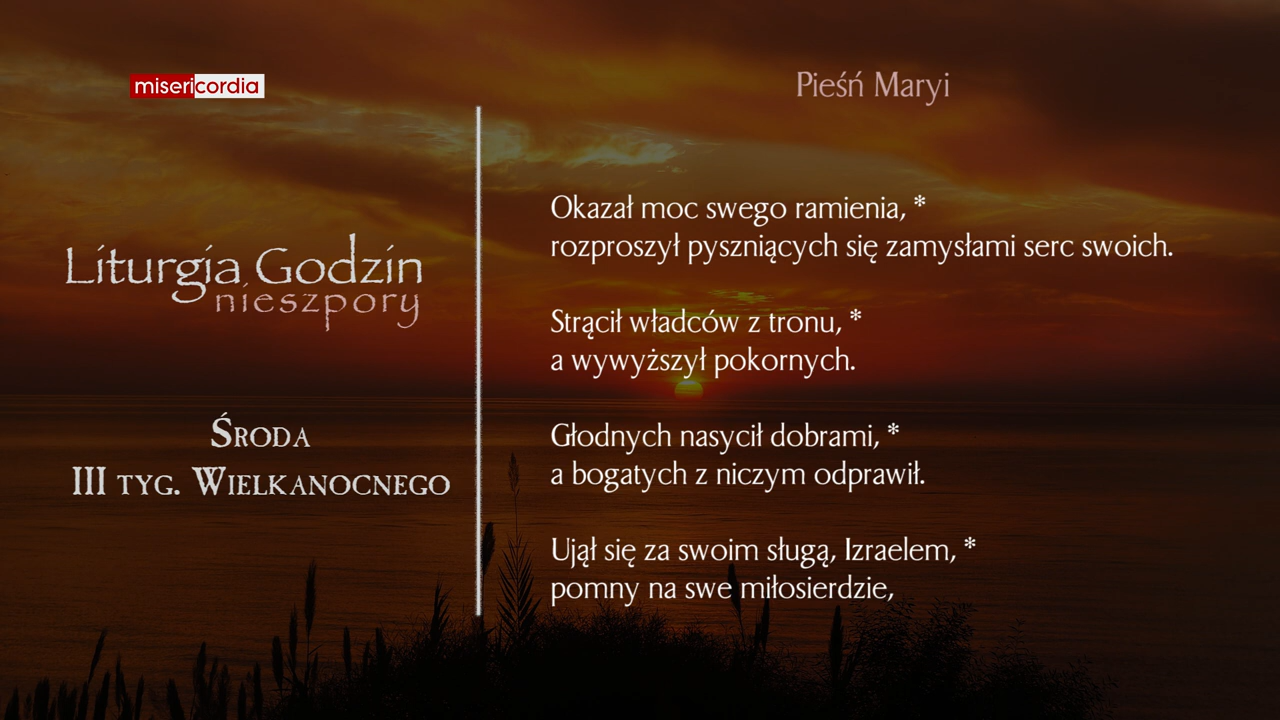 misericordia
Liturgia Godzin
nieszpory
Środa
III tyg. Wielkanocnego
Pieśń Maryi
Okazał moc swego ramienia, *
rozproszył pyszniących się zamysłami serc swoich.
Strącił władców z tronu, *
a wywyższył pokornych.
Głodnych nasycił dobrami, *
a bogatych z niczym odprawił.
Ujął się za swoim sługą, Izraelem, *
pomny na swe miłosierdzie,